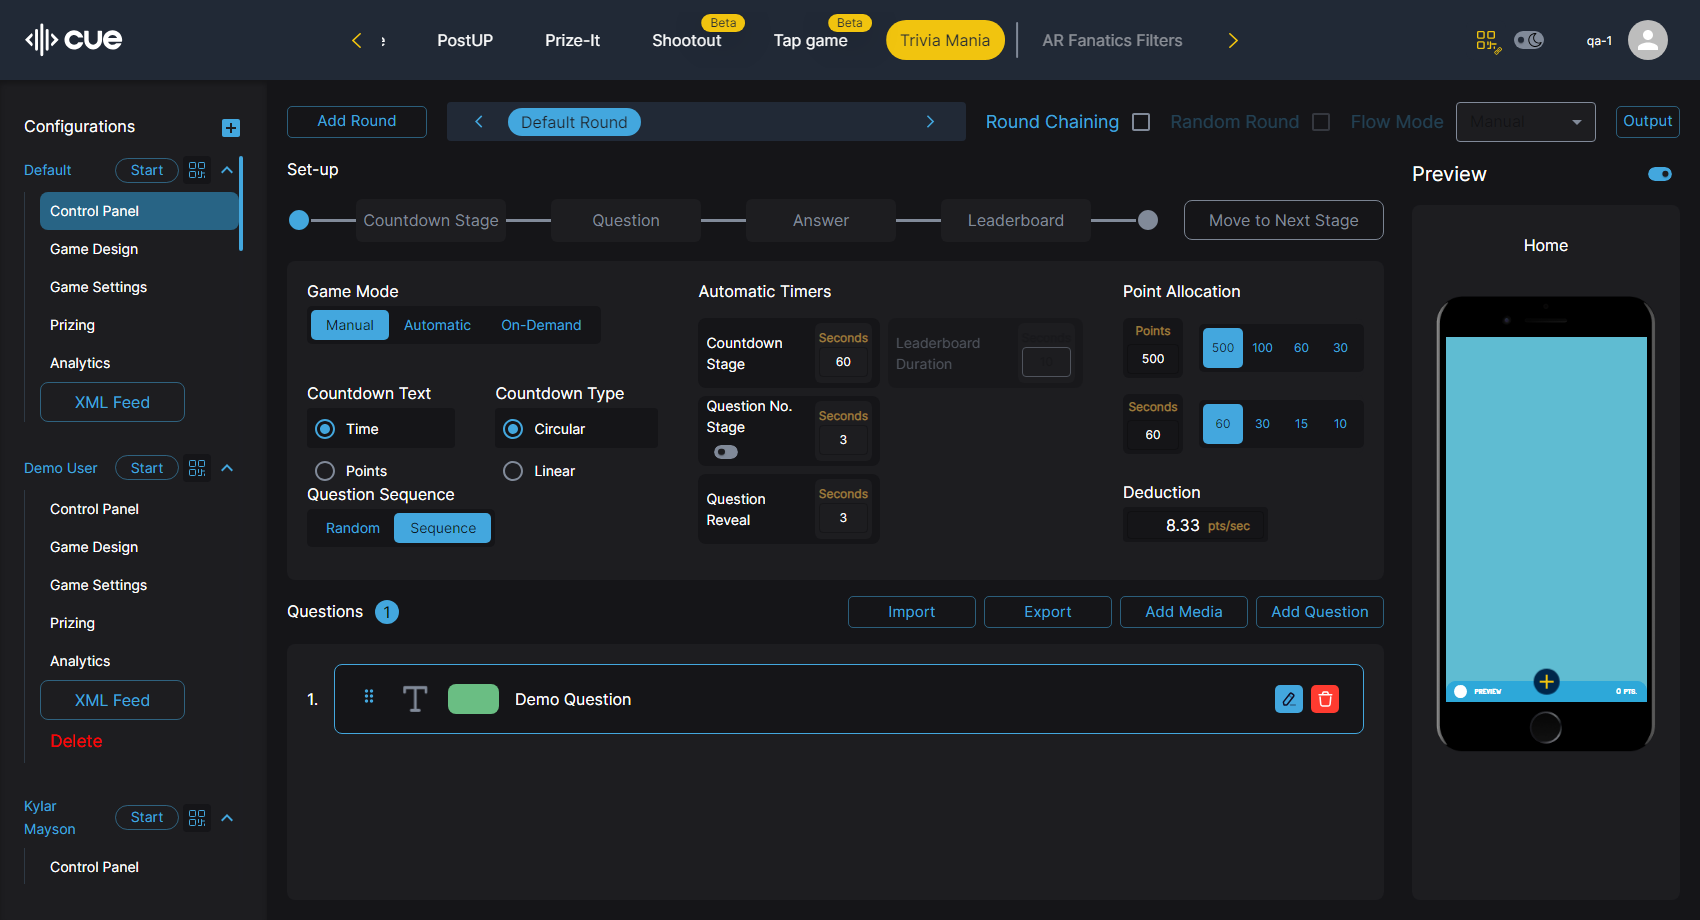 cue
PostUP
Prize-It
Beta
Shootout
Beta
Tap game
Trivia Mania
AR Fanatics Filters
qa-1
Configurations
Default
Start
Control Panel
Game Design
Game Settings
Prizing
Analytics
XML Feed
Demo User
Start
Control Panel
Game Design
Game Settings
Prizing
Analytics
XML Feed
Delete
Kylar
Mayson
Start
Control Panel
Add Round
Default Round
Round Chaining
Random Round
Flow Mode
Manual
Output
Set-up
Countdown Stage
Question
Answer
Leaderboard
Move to Next Stage
Game Mode
Manual
Automatic
On-Demand
Countdown Text
Time
Points
Countdown Type
Circular
Linear
Question Sequence
Random
Sequence
Automatic Timers
Countdown
Stage
Seconds
60
Leaderboard
Duration
Question No.
Stage
Seconds
3
Question
Reveal
Seconds
3
Point Allocation
Points
500
500
100
60
30
Seconds
60
60
30
15
10
Deduction
8.33 pts/sec
Questions 1
Import
Export
Add Media
Add Question
1.
Demo Question
Preview
Home
PREVIEW
0 PTS.